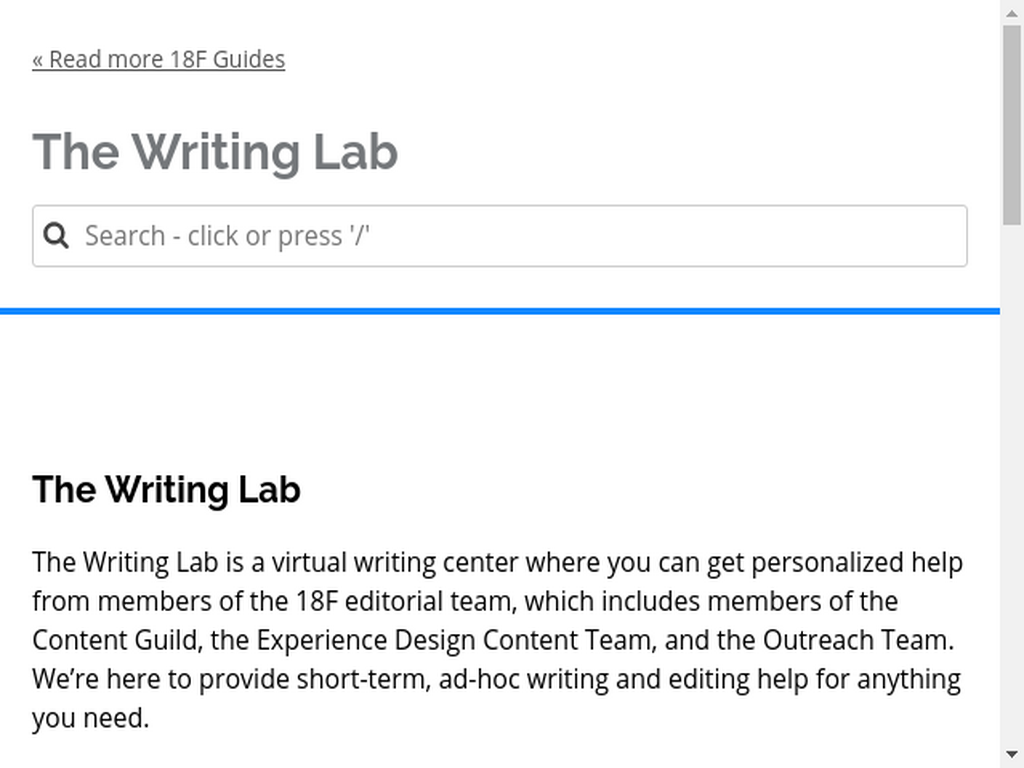 « Read more 18F Guides
The Writing Lab
Search - click or press '/'
The Writing Lab
The Writing Lab is a virtual writing center where you can get personalized help
from members of the 18F editorial team, which includes members of the
Content Guild, the Experience Design Content Team, and the Outreach Team.
We’re here to provide short-term, ad-hoc writing and editing help for anything
you need.